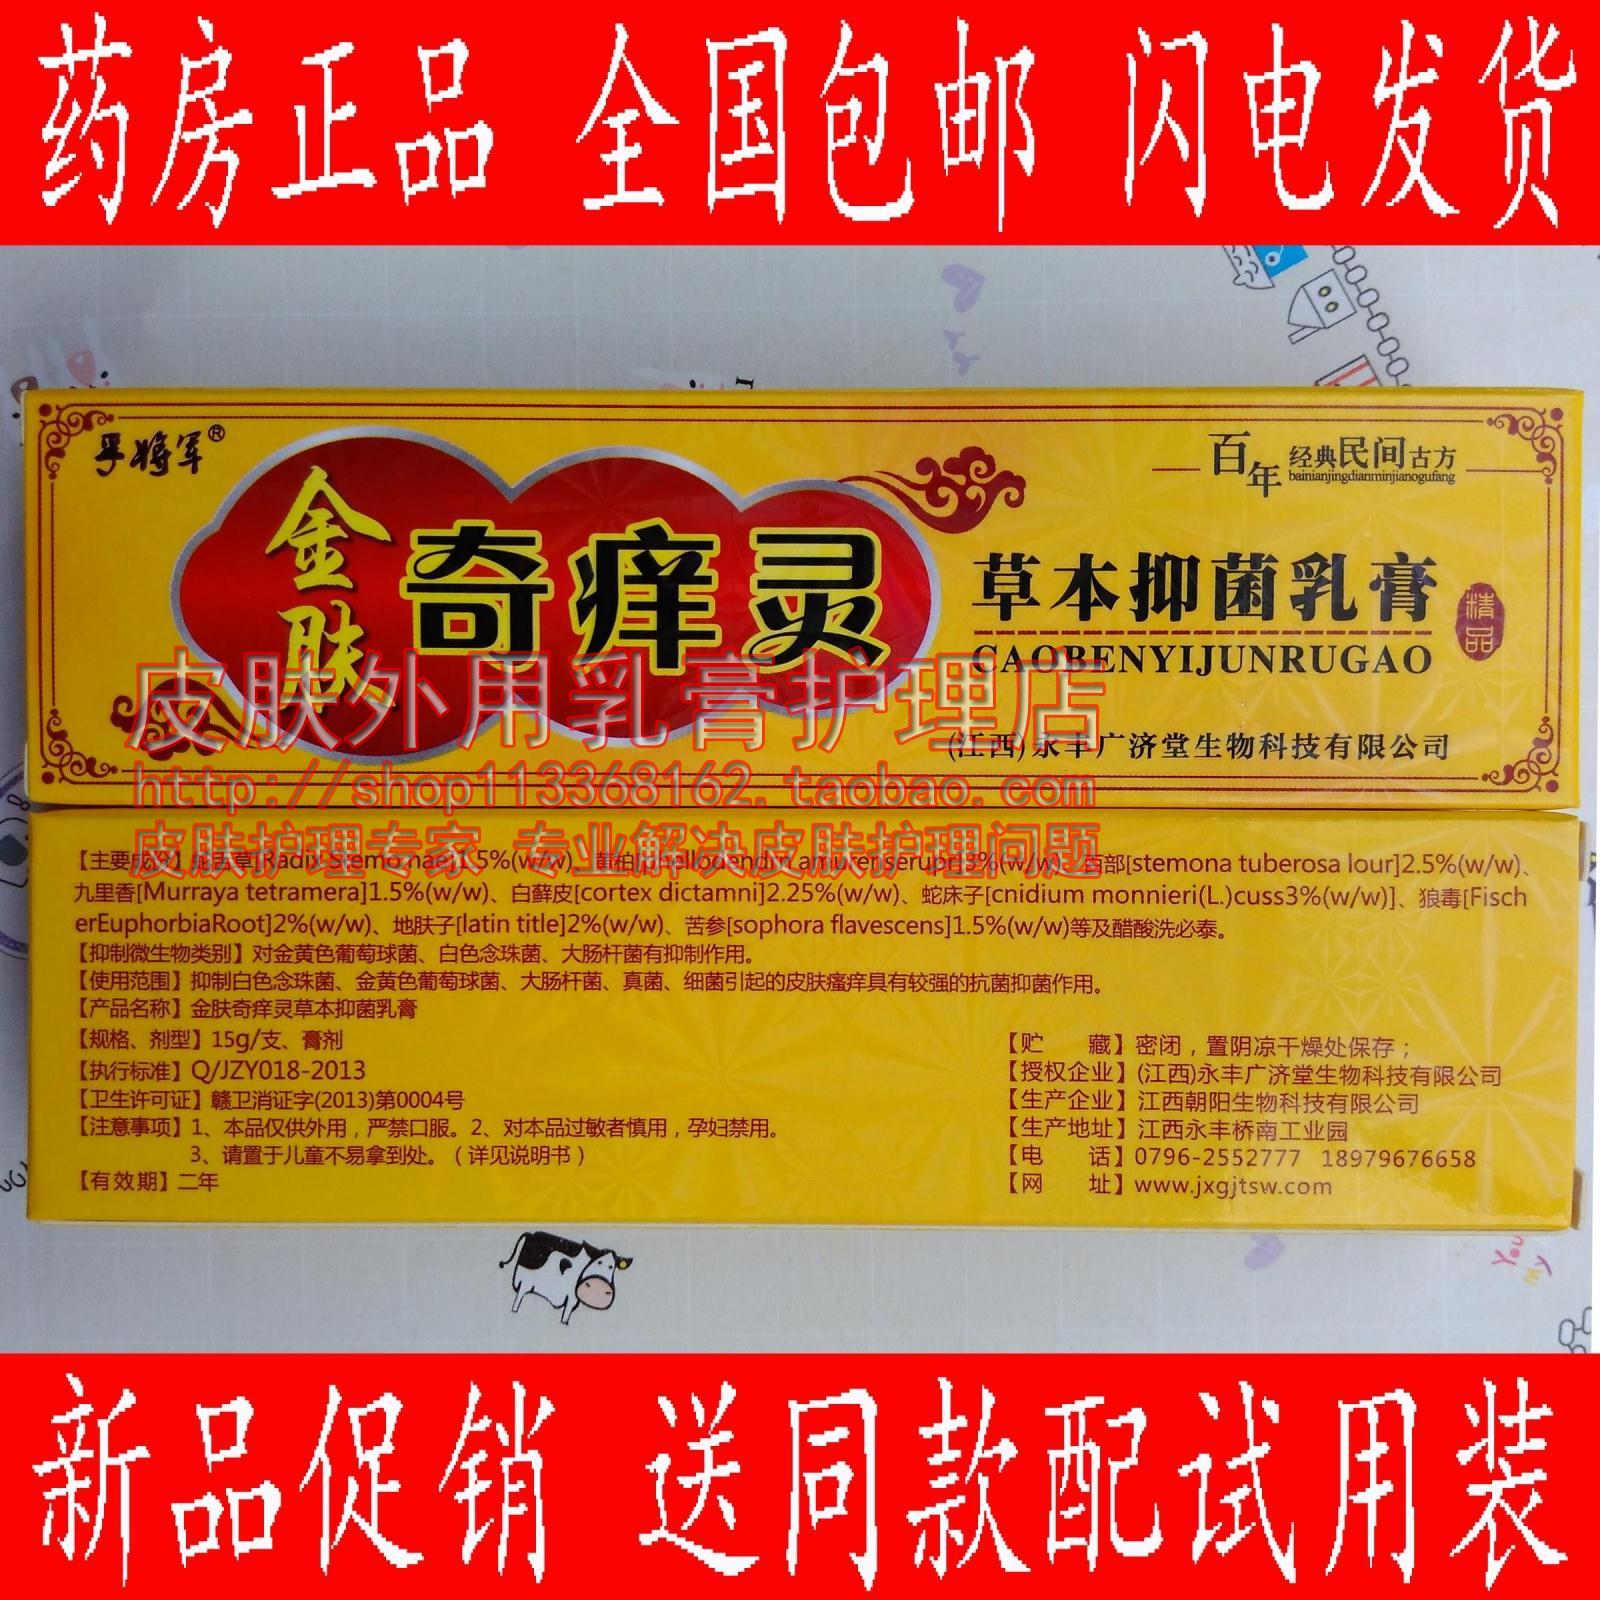 药房正品 全国包邮 闪电发货
孚将军®
百年 经典民间古方
bainianjingdianminjianogufang
金肤 奇痒灵
草本抑菌乳膏 精品
CAOBENYIJUNRUGAO
皮肤外用乳膏护理店
(江西)永丰广济堂生物科技有限公司
http://shop113368162.taobao.com
皮肤护理专家 专业解决皮肤护理问题
【主要成份】 [Radix stemonae]1.5%(w/w)、黄柏 amurenserupr]3%(w/w)、百部[stemona tuberosa lour]2.5%(w/w)、
九里香[Murraya tetramera]1.5%(w/w)、白藓皮[cortex dictamni]2.25%(w/w)、蛇床子[cnidium monnieri(L.)cuss3%(w/w)]、狼毒[Fisch
erEuphorbiaRoot]2%(w/w)、地肤子[latin title]2%(w/w)、苦参[sophora flavescens]1.5%(w/w)等及醋酸洗必泰。
【抑制微生物类别】对金黄色葡萄球菌、白色念珠菌、大肠杆菌有抑制作用。
【使用范围】抑制白色念珠菌、金黄色葡萄球菌、大肠杆菌、真菌、细菌引起的皮肤瘙痒具有较强的抗菌抑菌作用。
【产品名称】金肤奇痒灵草本抑菌乳膏
【规格、剂型】15g/支、膏剂
【执行标准】Q/JZY018-2013
【卫生许可证】赣卫消证字(2013)第0004号
【注意事项】1、本品仅供外用，严禁口服。2、对本品过敏者慎用，孕妇禁用。
3、请置于儿童不易拿到处。（详见说明书）
【有效期】二年
【贮 藏】密闭，置阴凉干燥处保存；
【授权企业】(江西)永丰广济堂生物科技有限公司
【生产企业】江西朝阳生物科技有限公司
【生产地址】江西永丰桥南工业园
【电 话】0796-2552777 18979676658
【网 址】www.jxgjtsw.com
You
my
新品促销 送同款配试用装